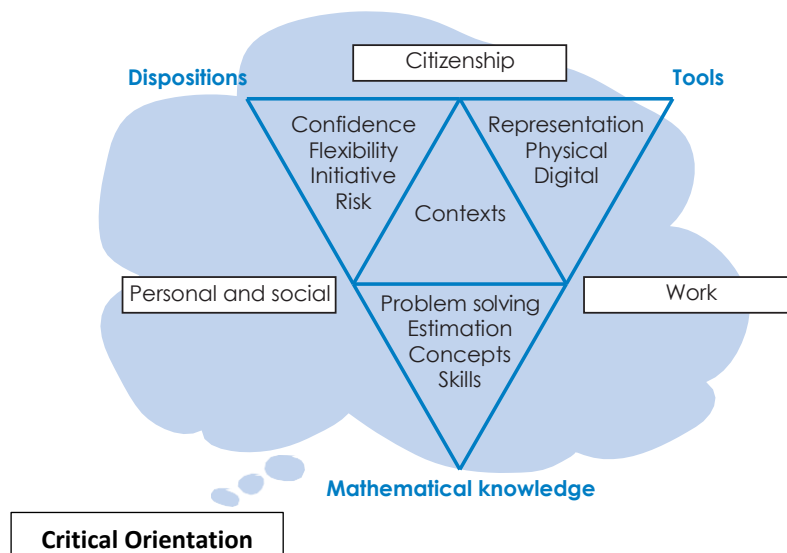 Citizenship
Dispositions
Tools
Confidence
Flexibility
Initiative
Risk
Representation
Physical
Digital
Contexts
Personal and social
Work
Problem solving
Estimation
Concepts
Skills
Mathematical knowledge
Critical Orientation